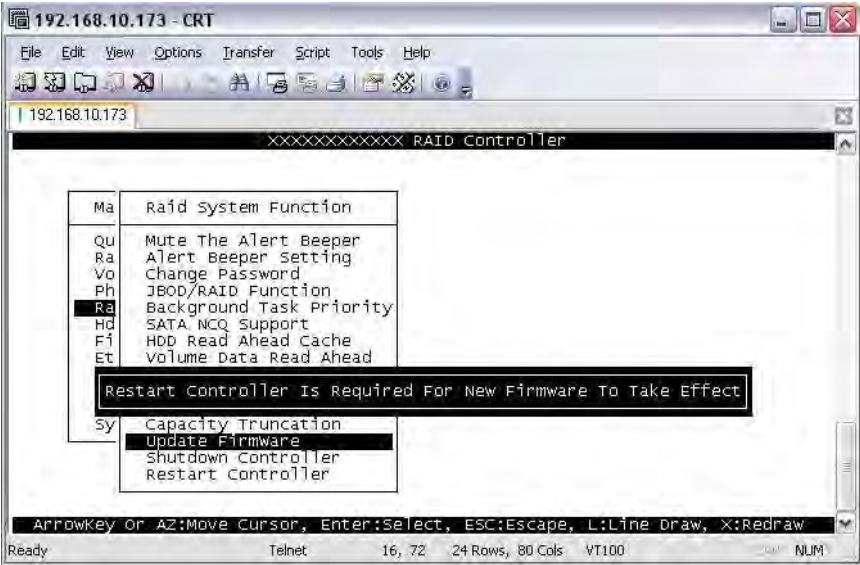 192.168.10.173 - CRT
File Edit View Options Transfer Script Tools Help
192.168.10.173
XXXXXXXXXXXX RAID Controller
Ma Raid System Function
Qu Mute The Alert Beeper
Ra Alert Beeper Setting
Vo Change Password
Ph JBOD/RAID Function
Ra Background Task Priority
Hd SATA NCQ Support
Fi HDD Read Ahead Cache
Et Volume Data Read Ahead
Restart Controller Is Required For New Firmware To Take Effect
Sy Capacity Truncation
Update Firmware
Shutdown Controller
Restart Controller
ArrowKey Or AZ:Move Cursor, Enter:Select, ESC:Escape, L:Line Draw, X:Redraw
Ready Telnet 16, 72 24 Rows, 80 Cols VT100 NUM